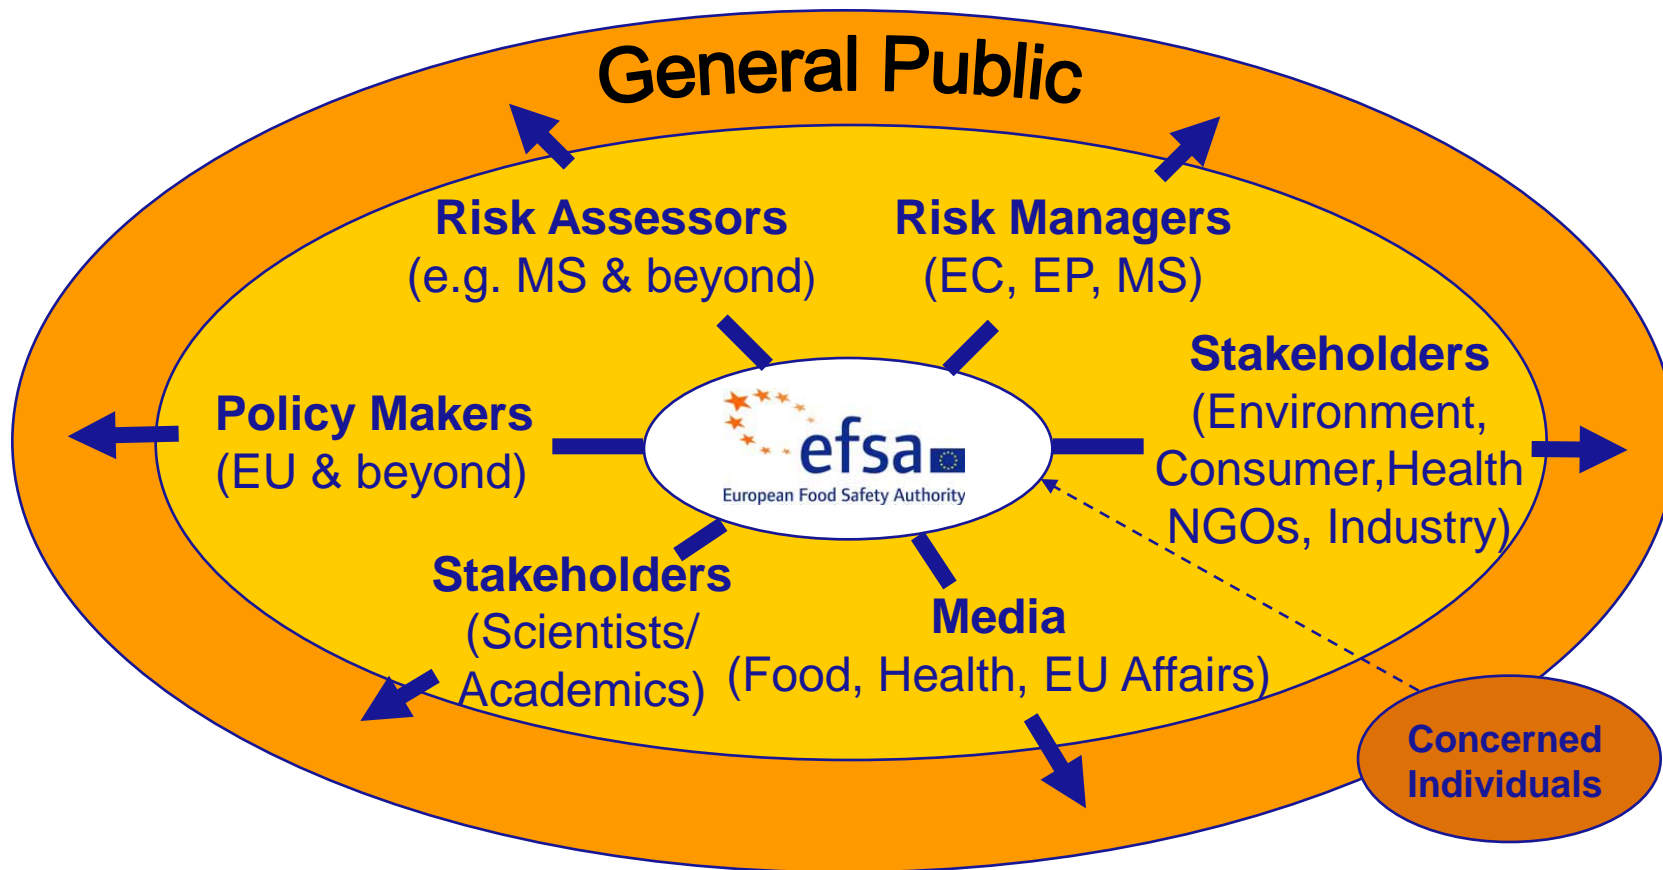 General Public
Risk Assessors
(e.g. MS & beyond)
Risk Managers
(EC, EP, MS)
Stakeholders
(Environment,
Consumer,Health
NGOs, Industry)
Policy Makers
(EU & beyond)
efsa
European Food Safety Authority
Stakeholders
(Scientists/
Academics)
Media
(Food, Health, EU Affairs)
Concerned
Individuals